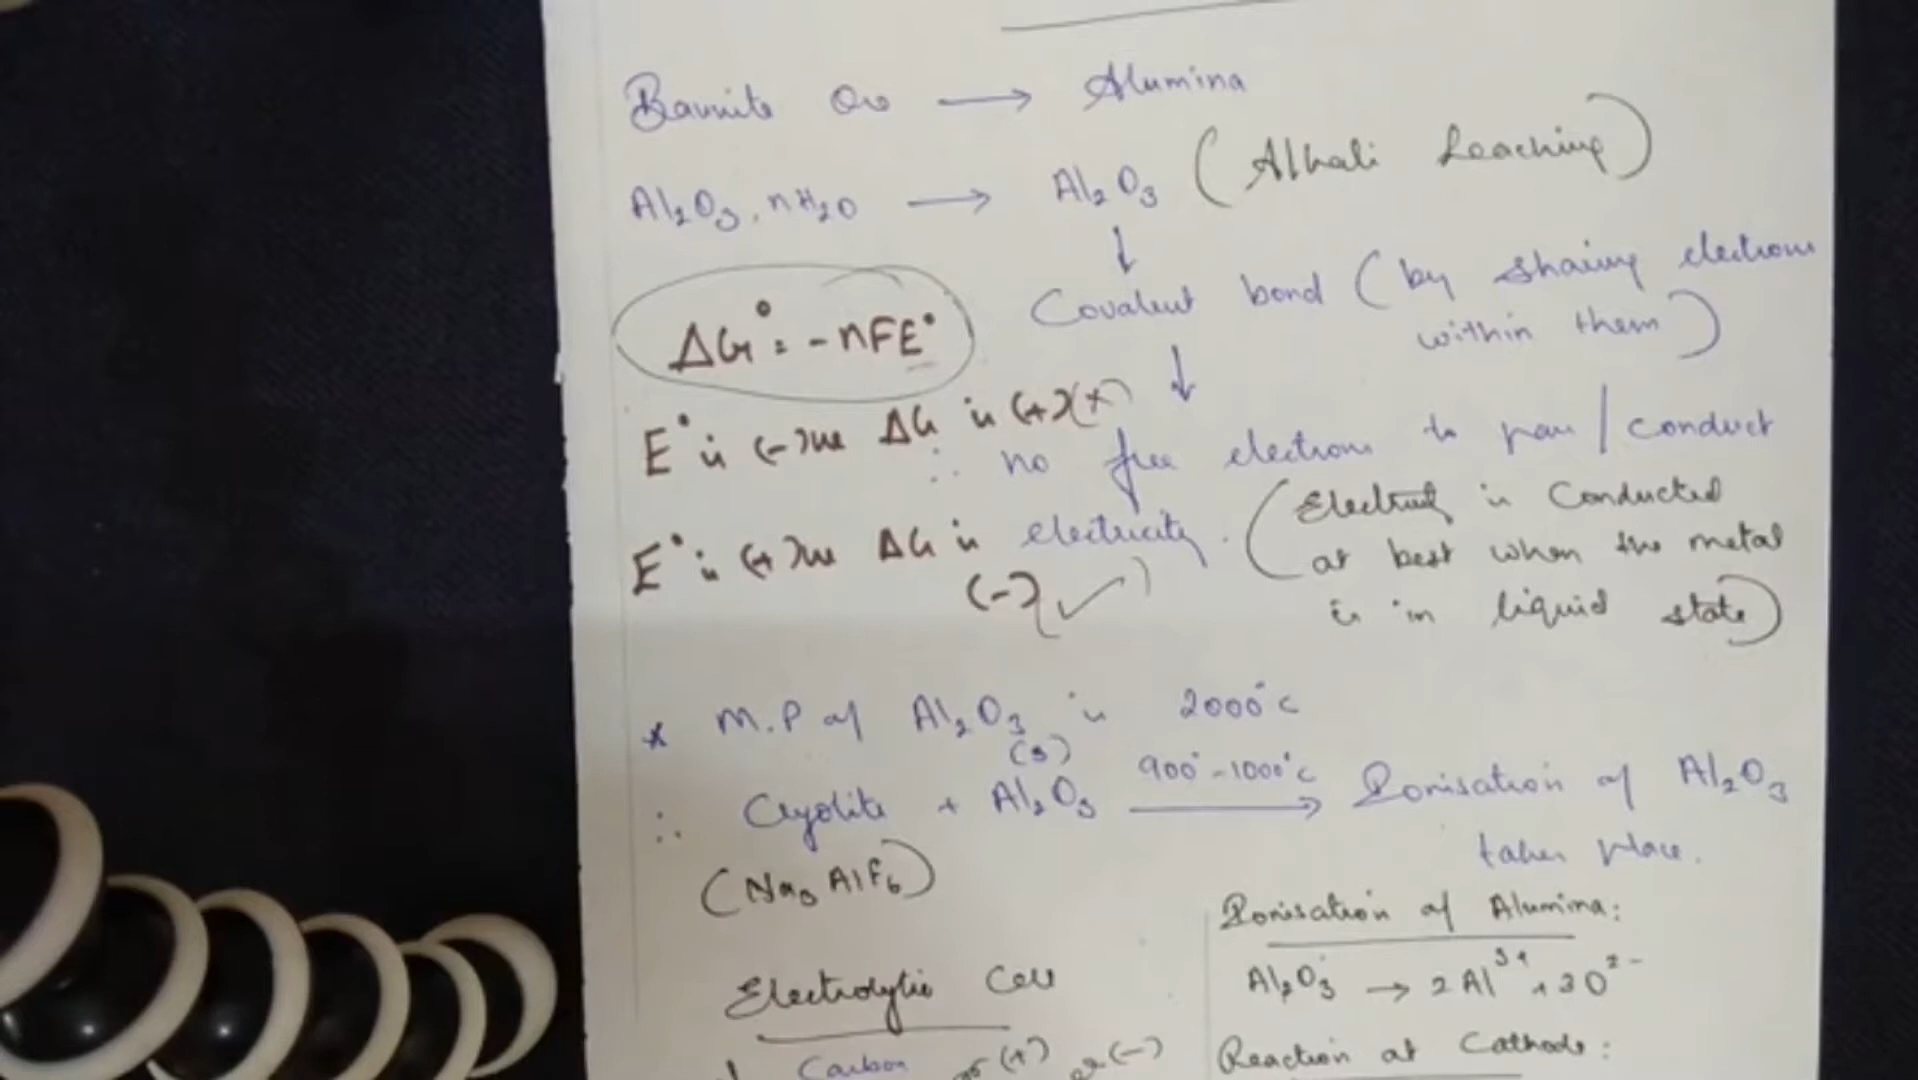 Bauxite Ore → Alumina
Al₂O₃.nH₂O → Al₂O₃ (Alkali Leaching)
↓
Covalent bond (by sharing electrons within them)
ΔG° = -nFE°
↓
E° is (-)ve ΔG is (+)(×)
∴ no free electrons to pass/conduct electricity.
(Electricity is Conducted at best when the metal is in liquid state)
E° is (+)ve ΔG is (-) ✓
* M.P of Al₂O₃(s) is 2000°C
∴ Cryolite + Al₂O₃ 900°-1000°C → Ionisation of Al₂O₃ takes place.
(Na₃AlF₆)
Ionisation of Alumina:
Al₂O₃ → 2Al³⁺ + 3O²⁻
Electrolytic Cell
Reaction at Cathode:
Carbon (+) (-)